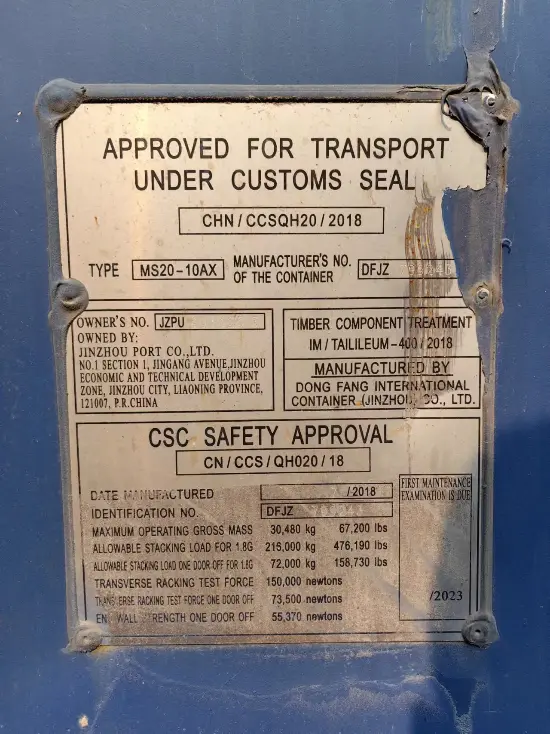 APPROVED FOR TRANSPORT
UNDER CUSTOMS SEAL
CHN/CCSQH20/2018
TYPE MS20-10AX MANUFACTURER'S NO.
OF THE CONTAINER DFJZ
OWNER'S NO. JZPU
OWNED BY:
JINZHOU PORT CO.,LTD.
NO.1 SECTION 1, JINGANG AVENUE,JINZHOU
ECONOMIC AND TECHNICAL DEVELOPMENT
ZONE, JINZHOU CITY, LIAONING PROVINCE,
121007, P.R.CHINA
TIMBER COMPONENT TREATMENT
IM/TAILILEUM-400/2018
MANUFACTURED BY
DONG FANG INTERNATIONAL
CONTAINER (JINZHOU) CO., LTD.
CSC SAFETY APPROVAL
CN/CCS/QH020/18
DATE MANUFACTURED /2018
IDENTIFICATION NO. DFJZ
MAXIMUM OPERATING GROSS MASS 30,480 kg 67,200 lbs
ALLOWABLE STACKING LOAD FOR 1.8G 216,000 kg 476,190 lbs
ALLOWABLE STACKING LOAD ONE DOOR OFF FOR 1.8G 72,000 kg 158,730 lbs
TRANSVERSE RACKING TEST FORCE 150,000 newtons
TRANSVERSE RACKING TEST FORCE ONE DOOR OFF 73,500 newtons
END WALL STRENGTH ONE DOOR OFF 55,370 newtons
FIRST MAINTENANCE
EXAMINATION IS DUE
/2023